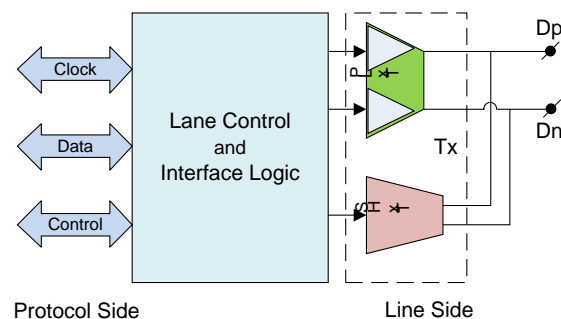 Dp
Clock
Lane Control
and
Interface Logic
Data
Dn
Tx
Control
Protocol Side
Line Side